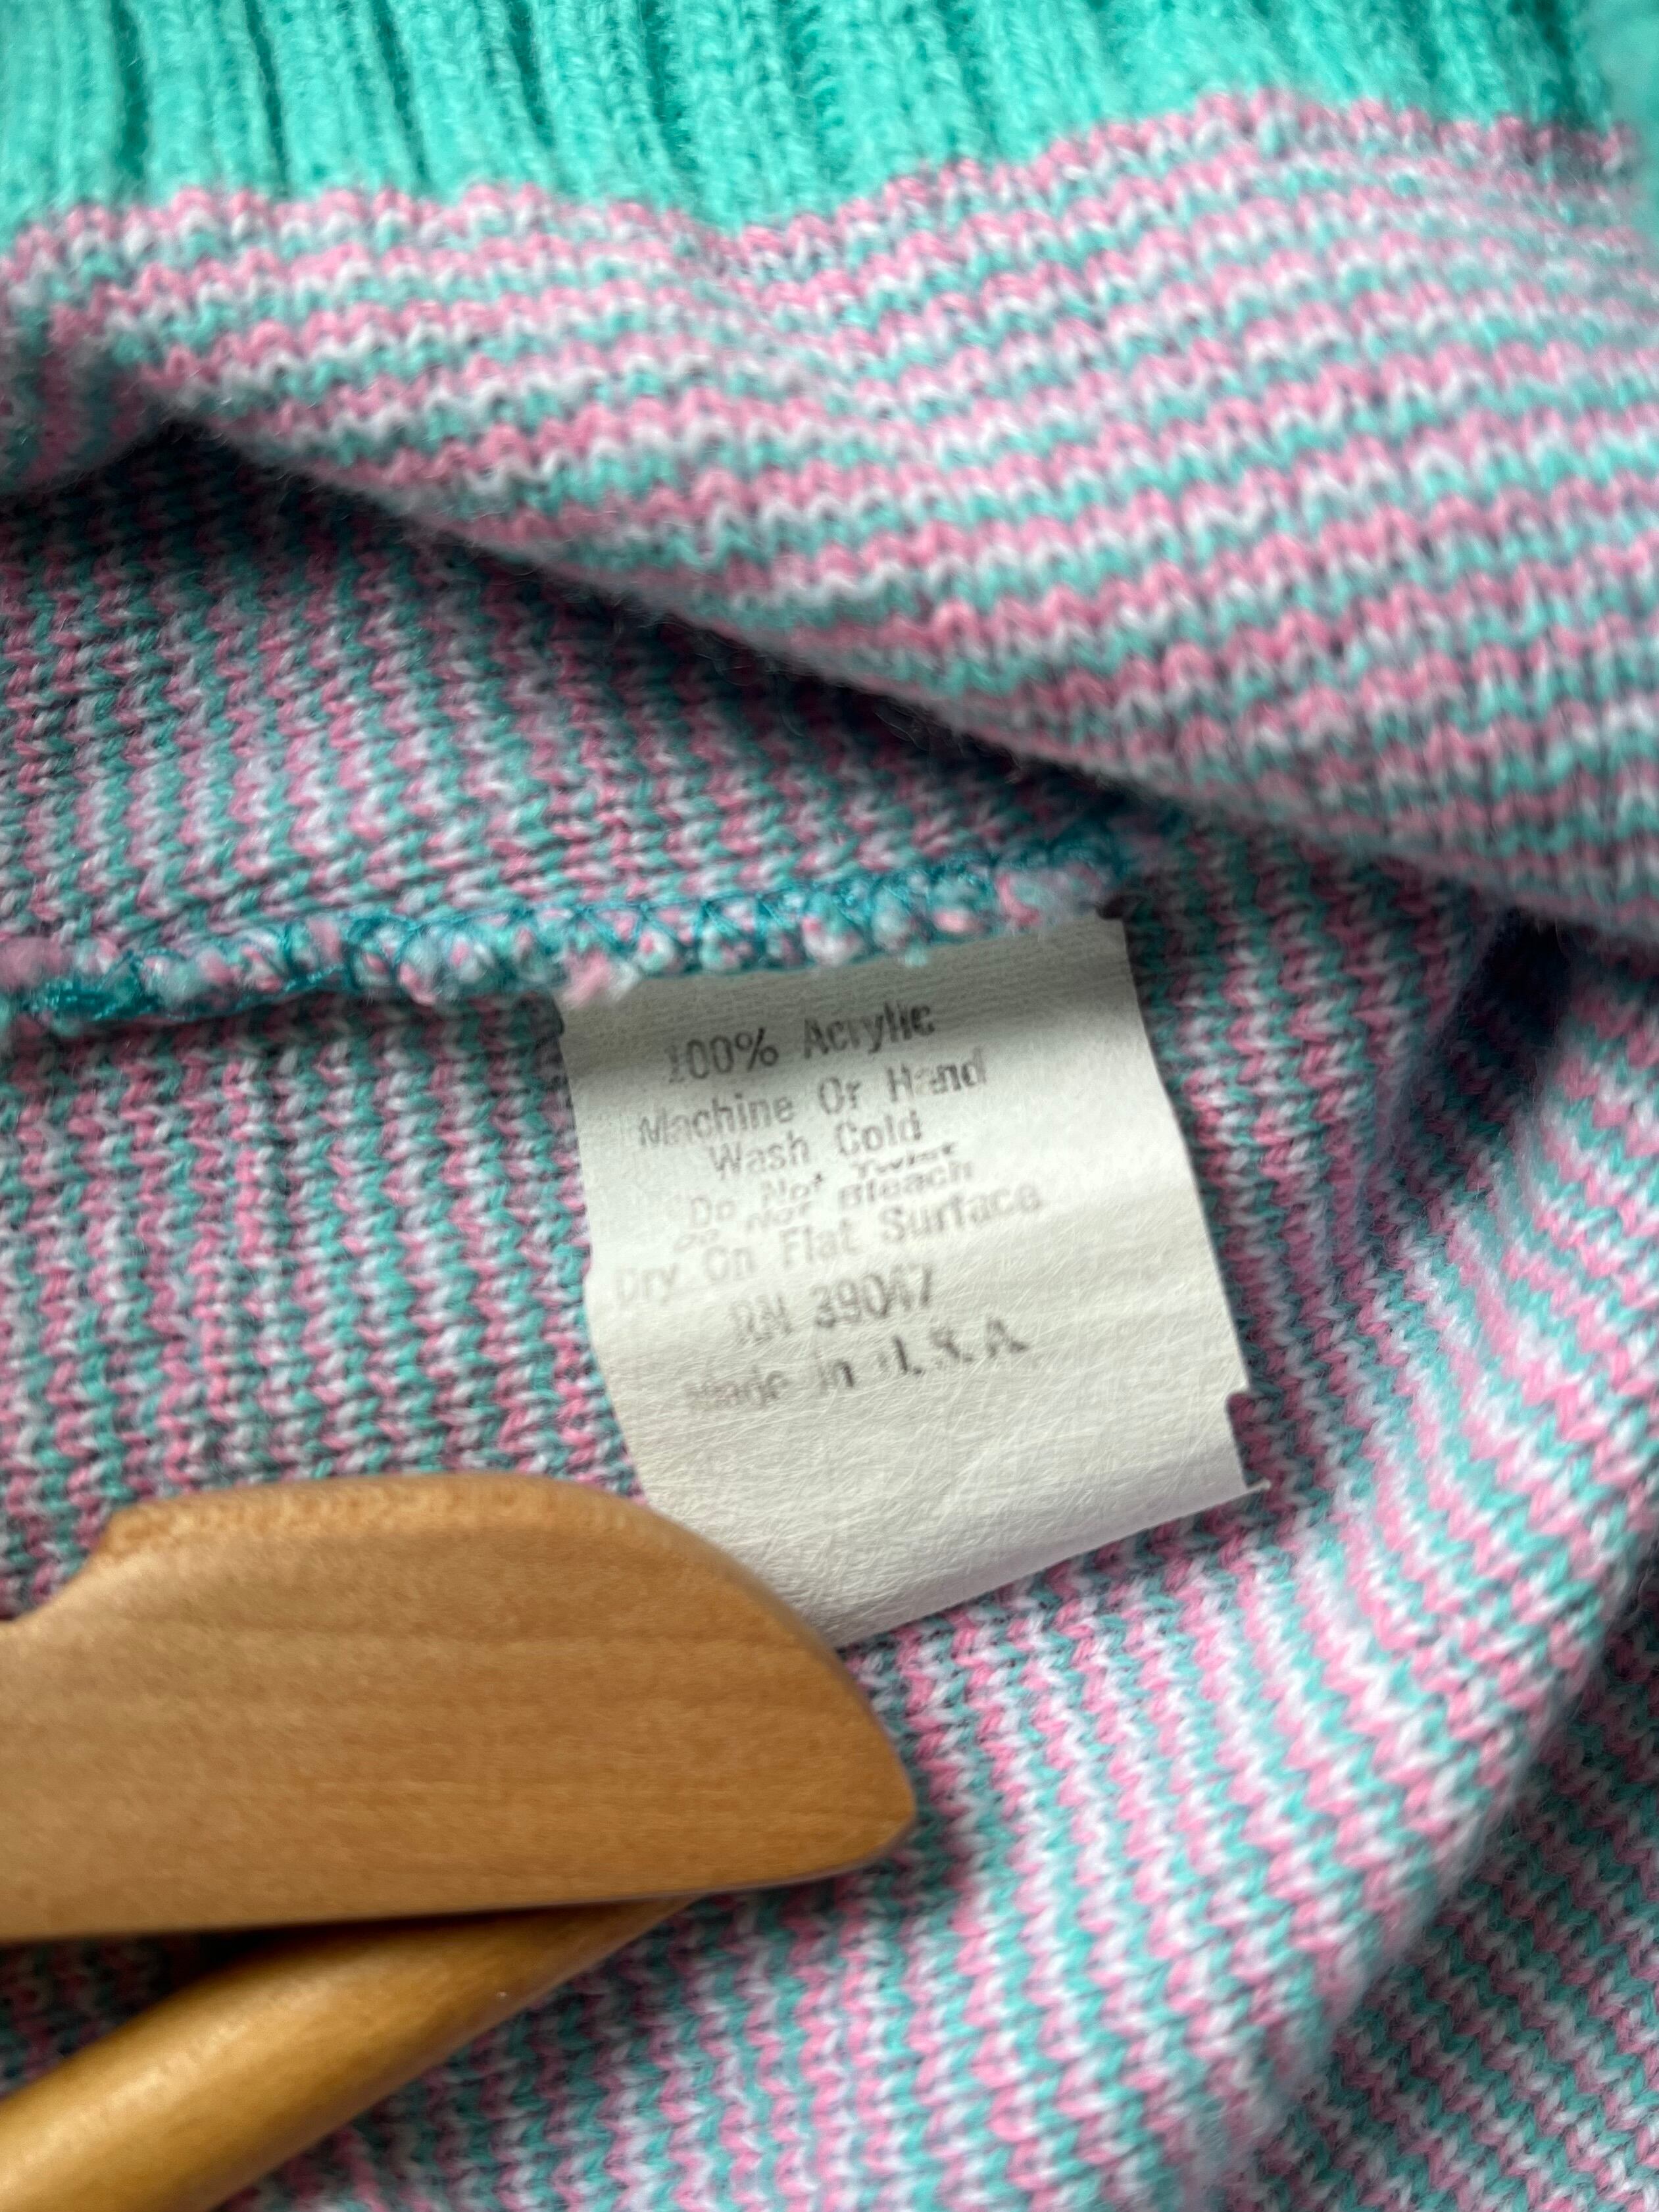 100% Acrylic
Machine Or Hand
Wash Cold
Do Not Twist
Do Not Bleach
Dry On Flat Surface
RN 39047
Made in U.S.A